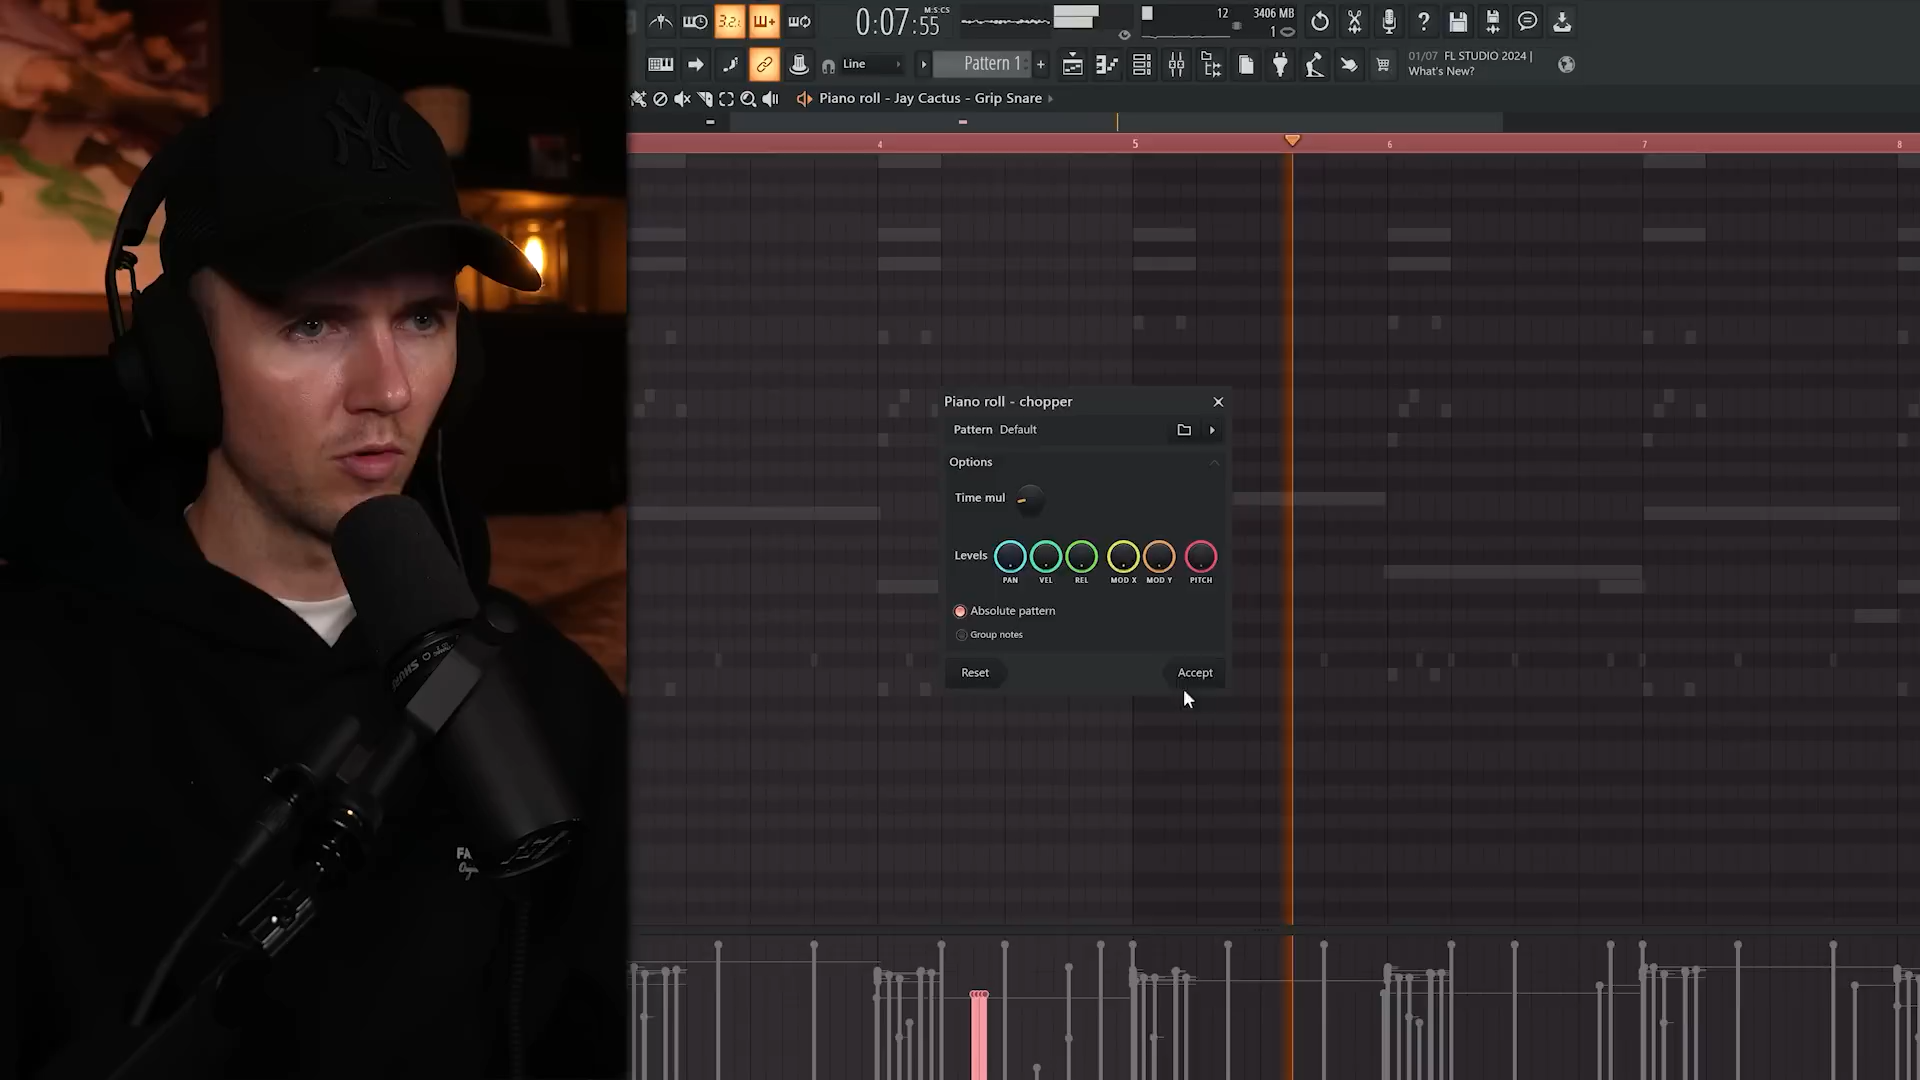 0:07:55
M:S:CS
12
3406 MB
1
Line
Pattern 1
01/07 FL STUDIO 2024 |
What's New?
Piano roll - Jay Cactus - Grip Snare
4 5 6 7 8
Piano roll - chopper
Pattern Default
Options
Time mul
Levels
PAN VEL REL MOD X MOD Y PITCH
Absolute pattern
Group notes
Reset
Accept
NY
SHURE